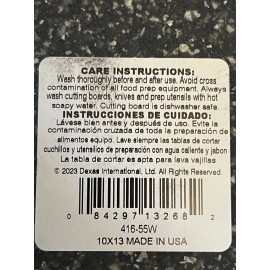 CARE INSTRUCTIONS:
Wash thoroughly before and after use. Avoid cross
contamination of all food prep equipment. Always
wash cutting boards, knives and prep utensils with hot
soapy water. Cutting board is dishwasher safe.
INSTRUCCIONES DE CUIDADO:
Lávese bien antes y después de uso. Evite la
contaminación cruzada de toda la preparación de
alimentos equipo. Lave siempre las tablas de cortar
cuchillos y utensilios de preparación con agua caliente y jabon
La tabla de cortar es apta para lava vajillas
© 2023 Dexas International, Ltd. All Rights Reserved.
0 84297 13268 2
416-55W
10X13 MADE IN USA